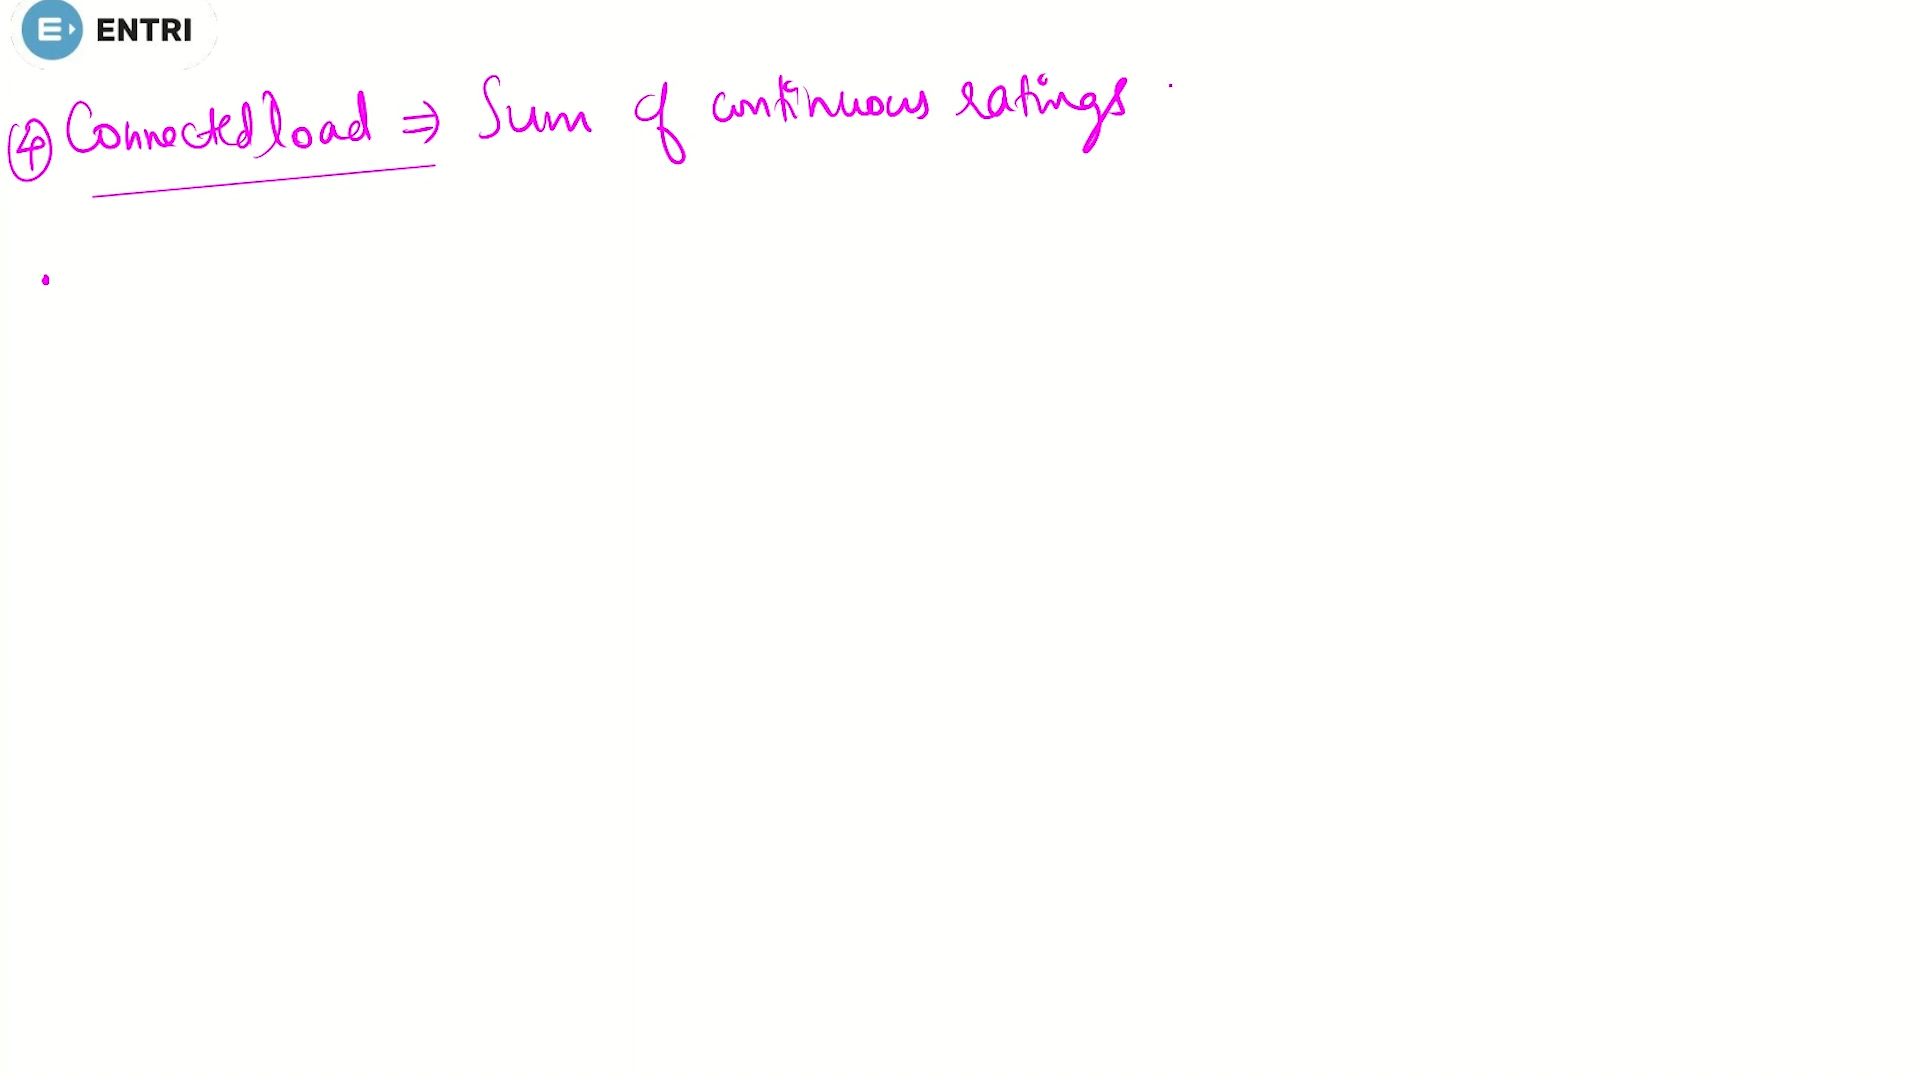 ENTRI
④ Connected load ⇒ Sum of continuous ratings.